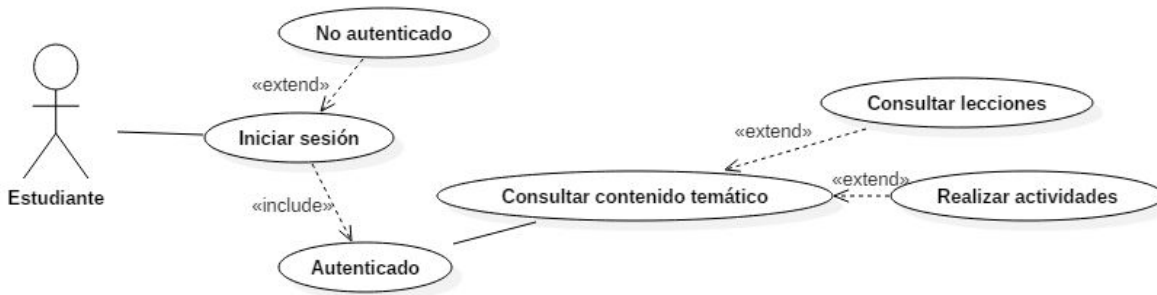 No autenticado
«extend»
Consultar lecciones
Iniciar sesión
«extend»
«extend»
Estudiante
Consultar contenido temático
Realizar actividades
«include»
Autenticado